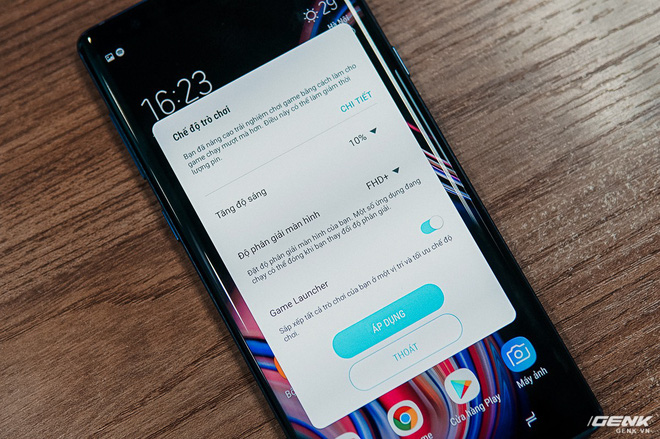 29
Hà Nội
16:23
Chế độ trò chơi
Bạn đã nâng cao trải nghiệm chơi game bằng cách làm cho
game chạy mượt mà hơn. Điều này có thể làm giảm thời
lượng pin.
CHI TIẾT
Tăng độ sáng
10%
Độ phân giải màn hình
FHD+
Đặt độ phân giải màn hình của bạn. Một số ứng dụng đang
chạy có thể đóng khi bạn thay đổi độ phân giải.
Game Launcher
Sắp xếp tất cả trò chơi của bạn ở một vị trí và tối ưu chế độ
chơi.
ÁP DỤNG
THOÁT
Cửa hàng Play
Máy ảnh
GENK
GENK.VN